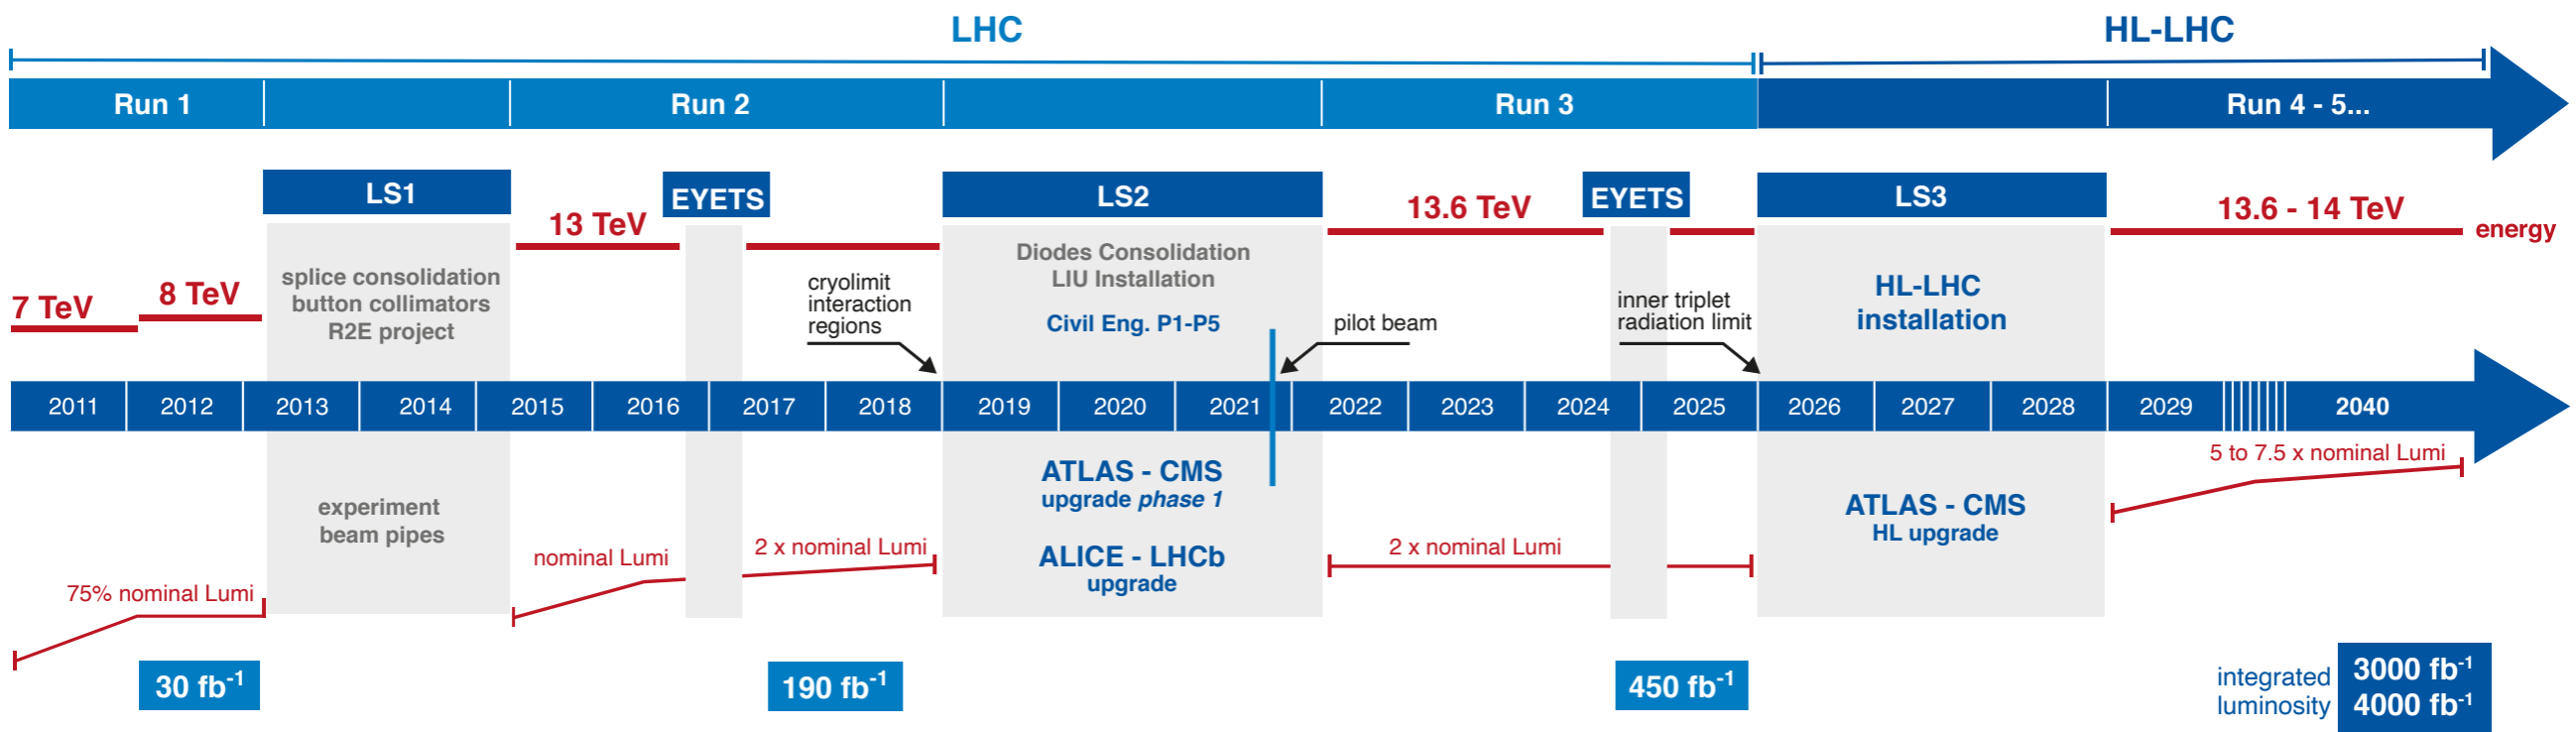 LHC
HL-LHC
Run 1
Run 2
Run 3
Run 4 - 5...
LS1
EYETS
LS2
EYETS
LS3
13 TeV
13.6 TeV
13.6 - 14 TeV
energy
7 TeV
8 TeV
splice consolidation
button collimators
R2E project
cryolimit
interaction
regions
Diodes Consolidation
LIU Installation
Civil Eng. P1-P5
pilot beam
inner triplet
radiation limit
HL-LHC
installation
2011
2012
2013
2014
2015
2016
2017
2018
2019
2020
2021
2022
2023
2024
2025
2026
2027
2028
2029
2040
5 to 7.5 x nominal Lumi
experiment
beam pipes
ATLAS - CMS
upgrade phase 1
ALICE - LHCb
upgrade
ATLAS - CMS
HL upgrade
75% nominal Lumi
nominal Lumi
2 x nominal Lumi
2 x nominal Lumi
30 fb⁻¹
190 fb⁻¹
450 fb⁻¹
integrated
luminosity
3000 fb⁻¹
4000 fb⁻¹